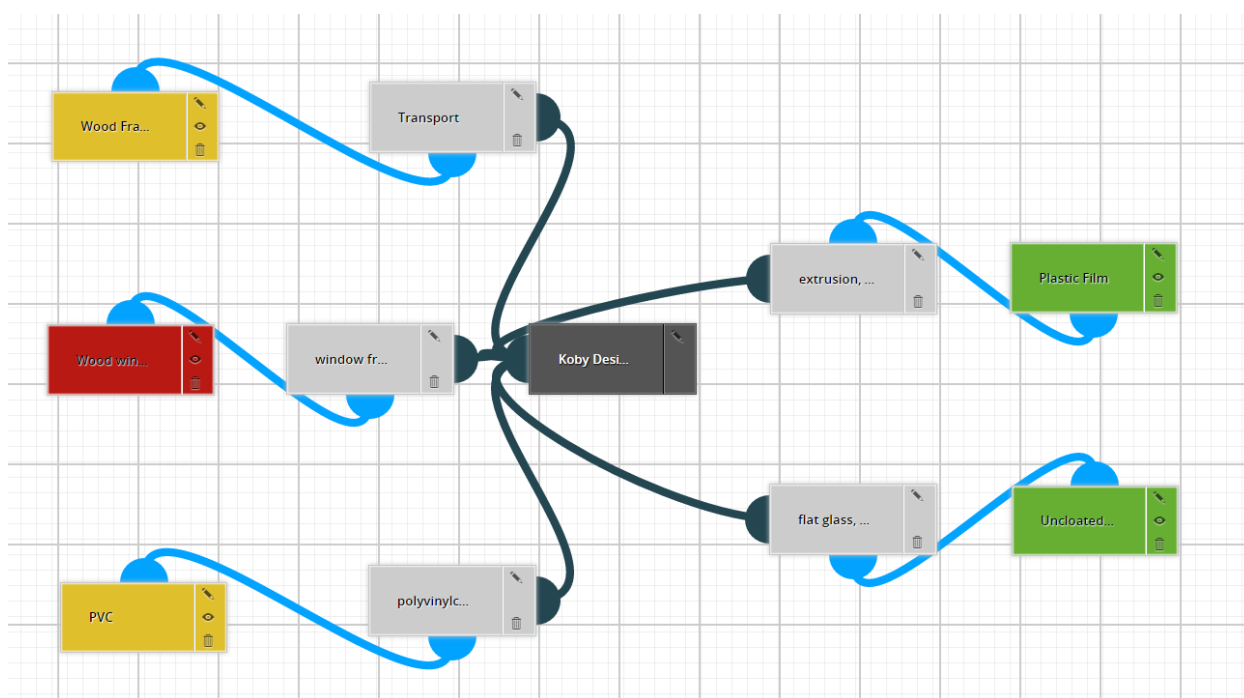 Wood Fra...
Transport
extrusion, ...
Plastic Film
Wood win...
window fr...
Koby Desi...
flat glass, ...
Uncloated...
PVC
polyvinylc...